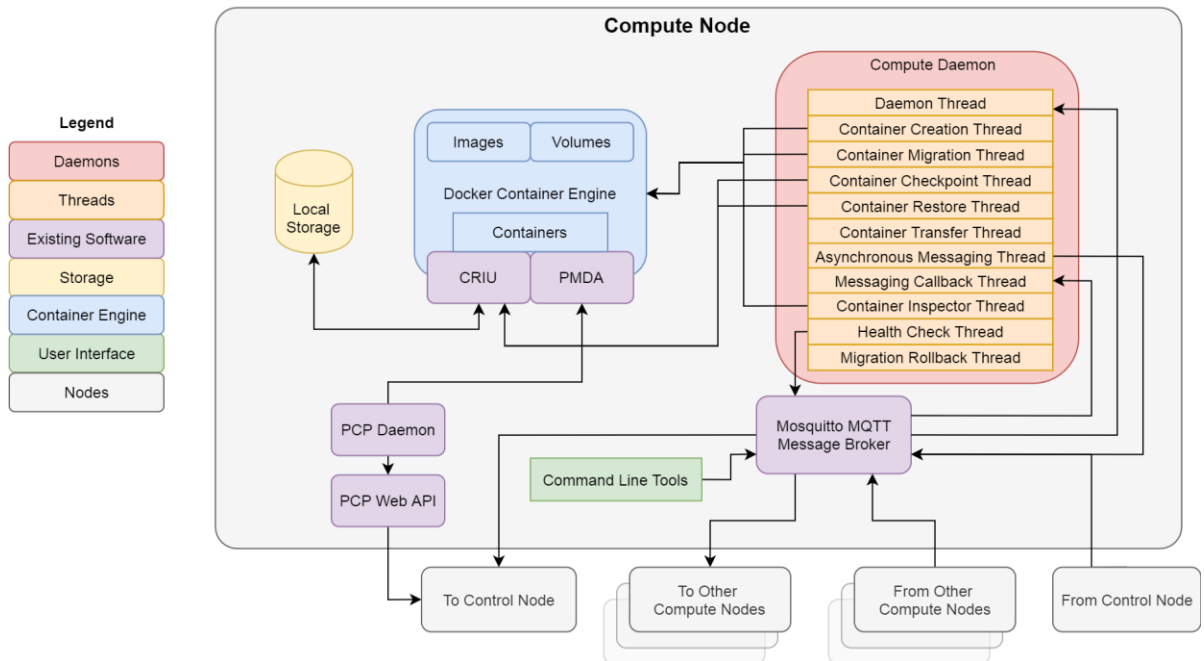 Compute Node
Legend
Daemons
Threads
Existing Software
Storage
Container Engine
User Interface
Nodes
Local
Storage
Images
Volumes
Docker Container Engine
Containers
CRIU
PMDA
Compute Daemon
Daemon Thread
Container Creation Thread
Container Migration Thread
Container Checkpoint Thread
Container Restore Thread
Container Transfer Thread
Asynchronous Messaging Thread
Messaging Callback Thread
Container Inspector Thread
Health Check Thread
Migration Rollback Thread
PCP Daemon
PCP Web API
Mosquitto MQTT
Message Broker
Command Line Tools
To Control Node
To Other
Compute Nodes
From Other
Compute Nodes
From Control Node